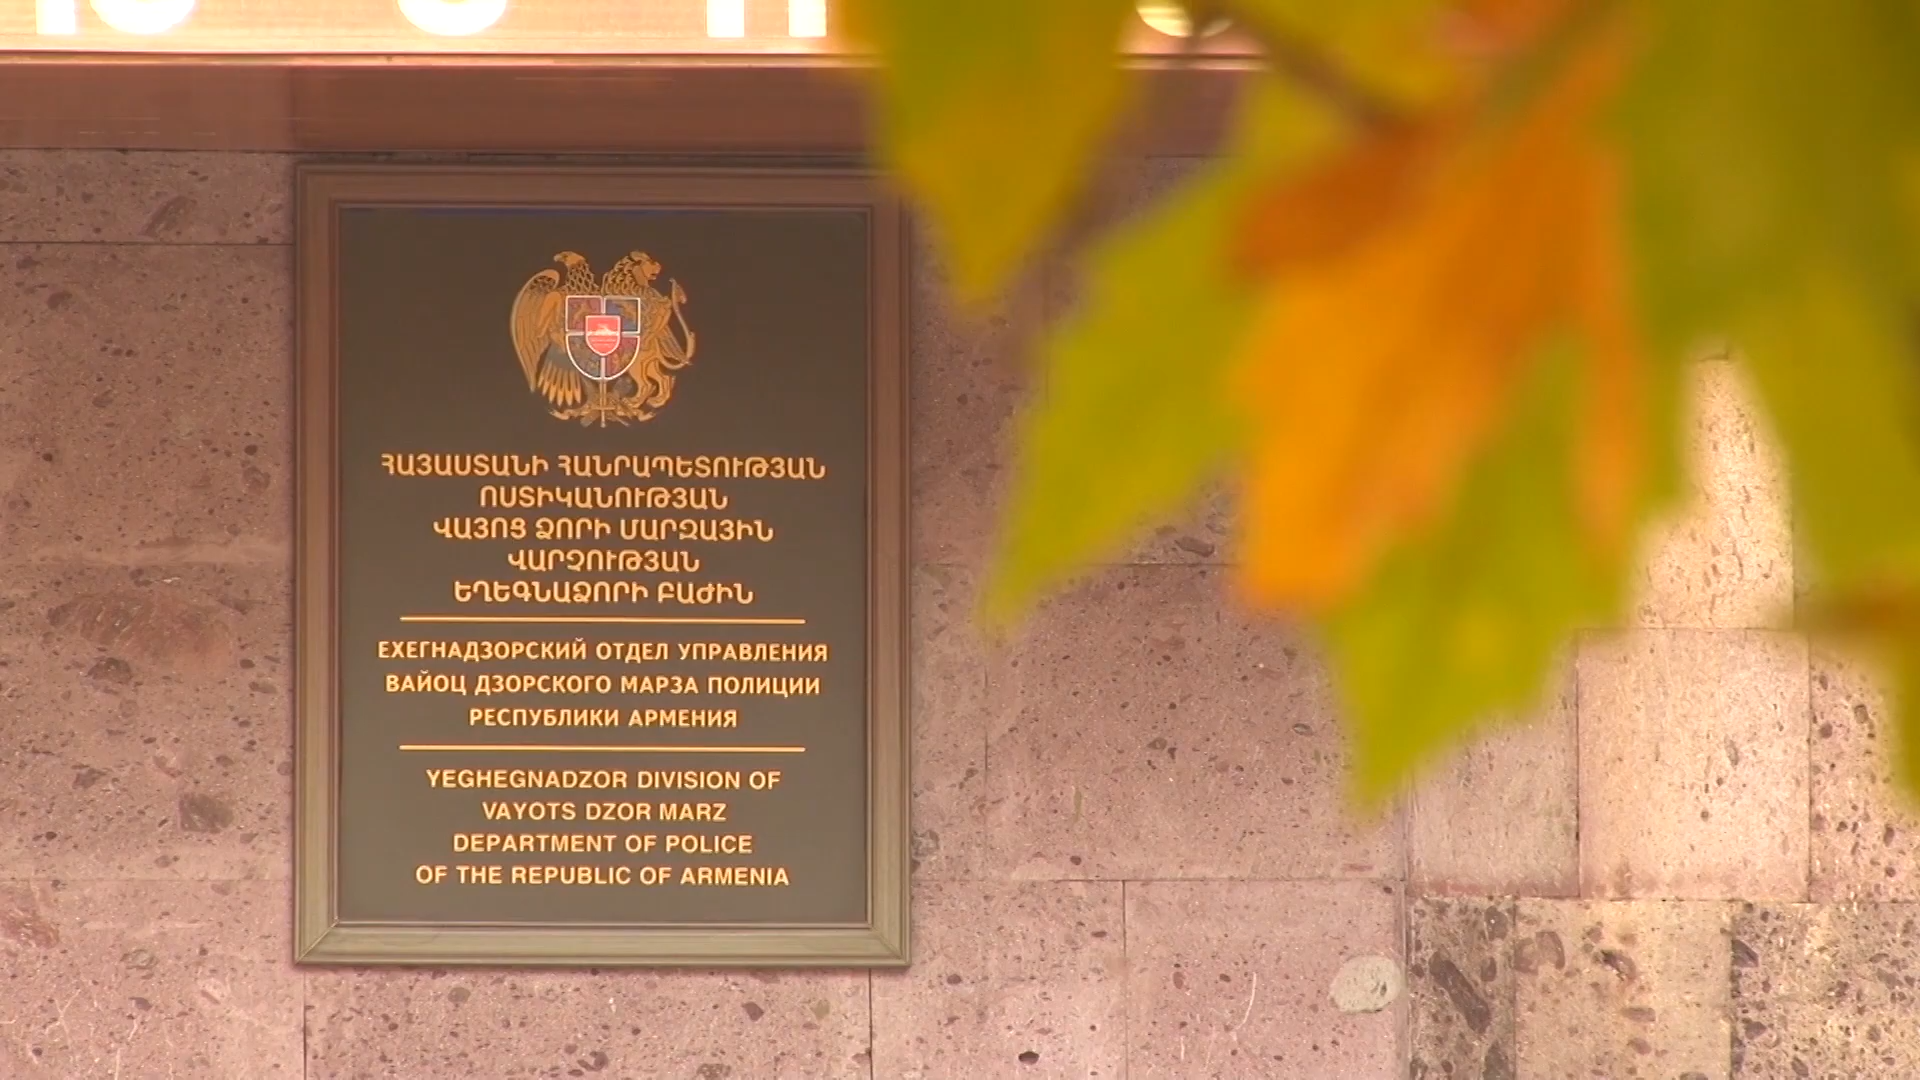 ՀԱՅԱՍՏԱՆԻ ՀԱՆՐԱՊԵՏՈՒԹՅԱՆ
ՈՍՏԻԿԱՆՈՒԹՅԱՆ
ՎԱՅՈՑ ՁՈՐԻ ՄԱՐԶԱՅԻՆ
ՎԱՐՉՈՒԹՅԱՆ
ԵՂԵԳՆԱՁՈՐԻ ԲԱԺԻՆ
ЕХЕГНАДЗОРСКИЙ ОТДЕЛ УПРАВЛЕНИЯ
ВАЙОЦ ДЗОРСКОГО МАРЗА ПОЛИЦИИ
РЕСПУБЛИКИ АРМЕНИЯ
YEGHEGNADZOR DIVISION OF
VAYOTS DZOR MARZ
DEPARTMENT OF POLICE
OF THE REPUBLIC OF ARMENIA